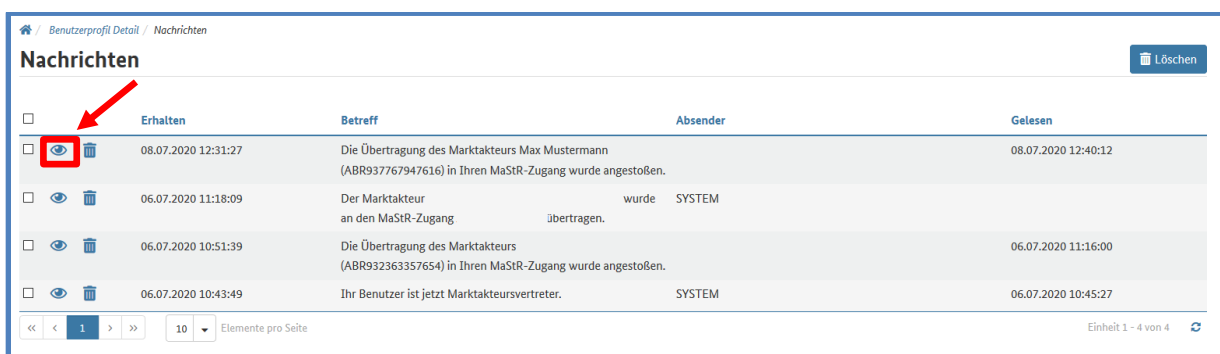 / Benutzerprofil Detail / Nachrichten
Nachrichten
Löschen
Erhalten Betreff Absender Gelesen
08.07.2020 12:31:27 Die Übertragung des Marktakteurs Max Mustermann 08.07.2020 12:40:12
(ABR937767947616) in Ihren MaStR-Zugang wurde angestoßen.
06.07.2020 11:18:09 Der Marktakteur wurde SYSTEM
an den MaStR-Zugang übertragen.
06.07.2020 10:51:39 Die Übertragung des Marktakteurs 06.07.2020 11:16:00
(ABR932363357654) in Ihren MaStR-Zugang wurde angestoßen.
06.07.2020 10:43:49 Ihr Benutzer ist jetzt Marktakteursvertreter. SYSTEM 06.07.2020 10:45:27
« < 1 > » 10 Elemente pro Seite Einheit 1 - 4 von 4